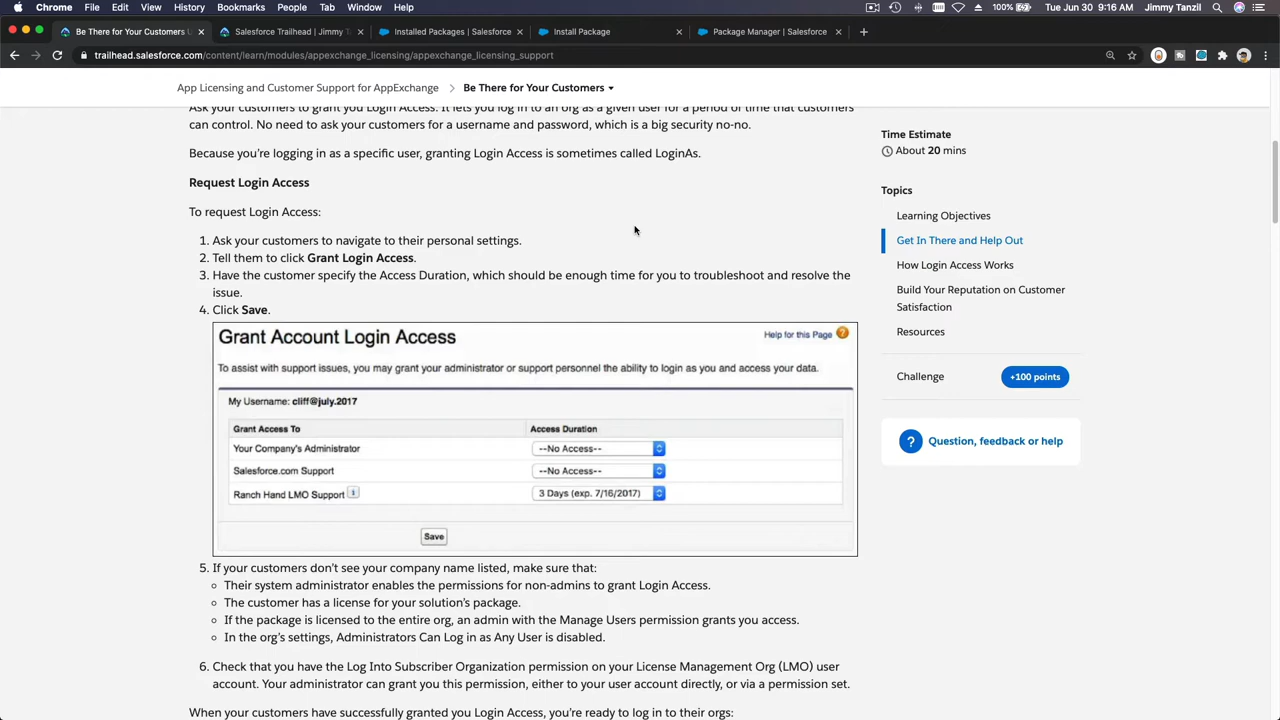 Chrome File Edit View History Bookmarks People Tab Window Help 100% Tue Jun 30 9:16 AM Jimmy Tanzil
Be There for Your Customers Salesforce Trailhead | Jimmy T Installed Packages | Salesforce Install Package Package Manager | Salesforce
trailhead.salesforce.com/content/learn/modules/appexchange_licensing/appexchange_licensing_support
App Licensing and Customer Support for AppExchange > Be There for Your Customers
Ask your customers to grant you Login Access. It lets you log in to an org as a given user for a period of time that customers
can control. No need to ask your customers for a username and password, which is a big security no-no.
Because you’re logging in as a specific user, granting Login Access is sometimes called LoginAs.
Request Login Access
To request Login Access:
1. Ask your customers to navigate to their personal settings.
2. Tell them to click Grant Login Access.
3. Have the customer specify the Access Duration, which should be enough time for you to troubleshoot and resolve the
issue.
4. Click Save.
Grant Account Login Access
Help for this Page ?
To assist with support issues, you may grant your administrator or support personnel the ability to login as you and access your data.
My Username: cliff@july.2017
Grant Access To Access Duration
Your Company's Administrator --No Access--
Salesforce.com Support --No Access--
Ranch Hand LMO Support i 3 Days (exp. 7/16/2017)
Save
5. If your customers don’t see your company name listed, make sure that:
Their system administrator enables the permissions for non-admins to grant Login Access.
The customer has a license for your solution’s package.
If the package is licensed to the entire org, an admin with the Manage Users permission grants you access.
In the org’s settings, Administrators Can Log in as Any User is disabled.
6. Check that you have the Log Into Subscriber Organization permission on your License Management Org (LMO) user
account. Your administrator can grant you this permission, either to your user account directly, or via a permission set.
When your customers have successfully granted you Login Access, you’re ready to log in to their orgs:
Time Estimate
About 20 mins
Topics
Learning Objectives
Get In There and Help Out
How Login Access Works
Build Your Reputation on Customer
Satisfaction
Resources
Challenge +100 points
? Question, feedback or help